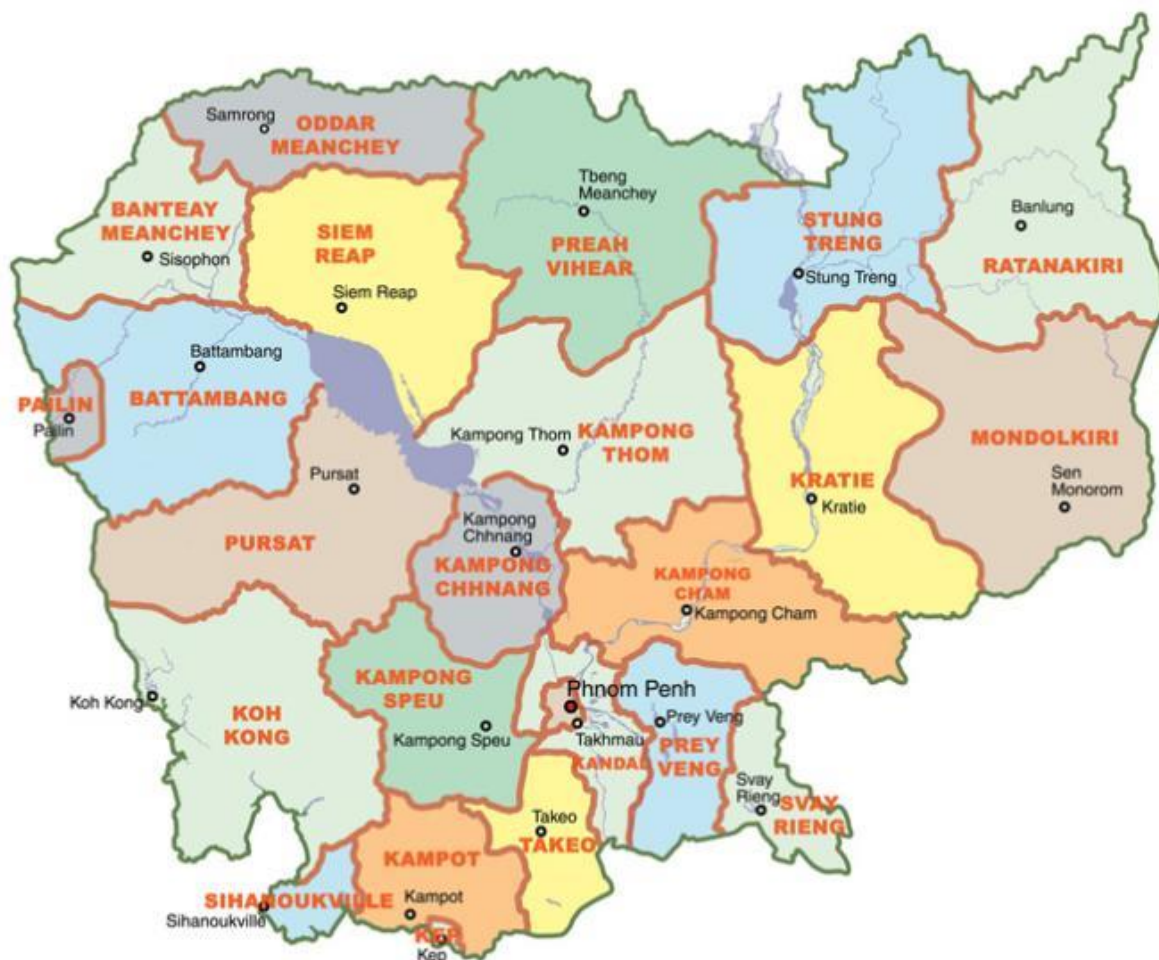 Samrong
ODDAR
MEANCHEY
Tbeng
Meanchey
BANTEAY
MEANCHEY
SIEM
REAP
PREAH
VIHEAR
STUNG
TRENG
Banlung
Sisophon
RATANAKIRI
Stung Treng
Siem Reap
Battambang
BATTAMBANG
PAILIN
Pailin
Kampong Thom
KAMPONG
THOM
MONDOLKIRI
Pursat
KRATIE
Kratie
Sen
Monorom
PURSAT
Kampong
Chhnang
KAMPONG
CHHNANG
KAMPONG
CHAM
Kampong Cham
KAMPONG
SPEU
Phnom Penh
Koh Kong
KOH
KONG
Kampong Speu
Prey Veng
Takhmau
KANDAL
PREY
VENG
Svay
Rieng
SVAY
RIENG
Takeo
TAKEO
KAMPOT
SIHANOUKVILLE
Sihanoukville
Kampot
KEP
Kep